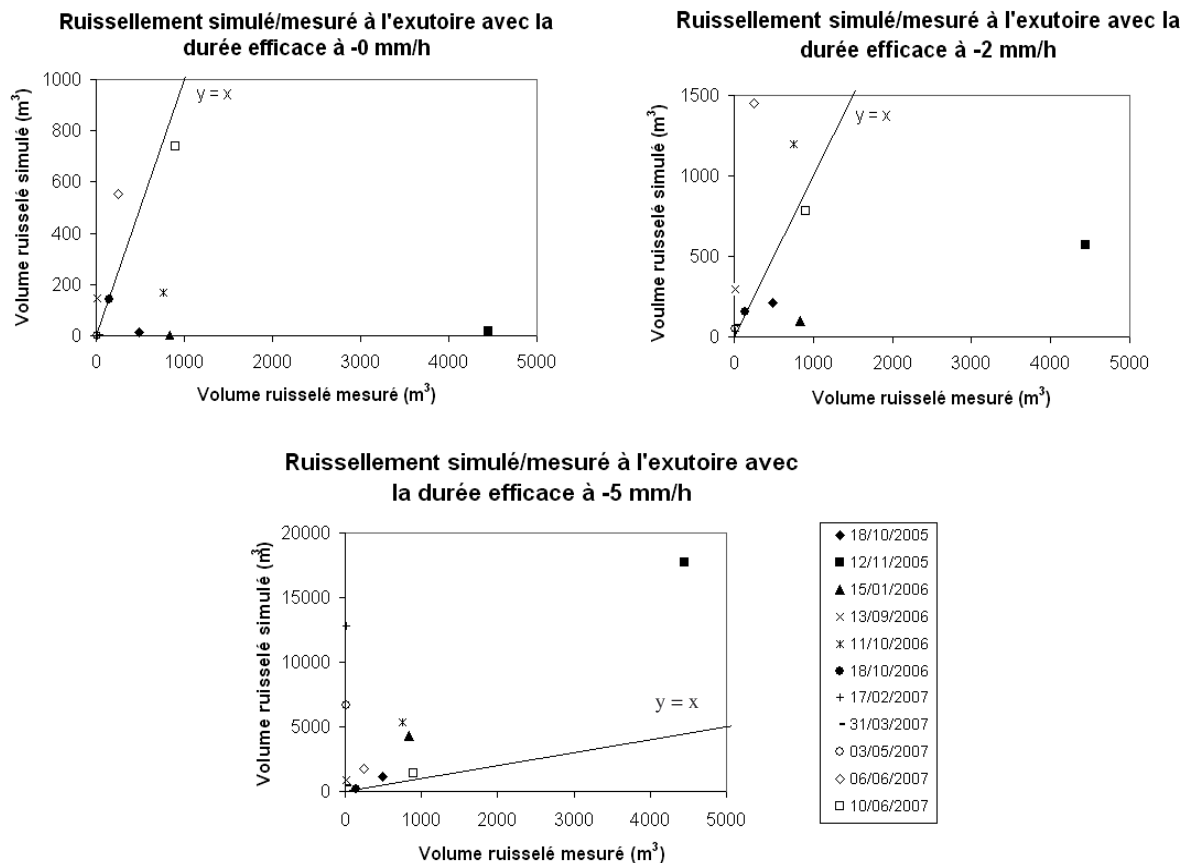 Ruissellement simulé/mesuré à l'exutoire avec la
durée efficace à -0 mm/h
Volume ruisselé simulé (m³)
1000
800
600
400
200
0
y = x
0 1000 2000 3000 4000 5000
Volume ruisselé mesuré (m³)
Ruissellement simulé/mesuré à l'exutoire avec la
durée efficace à -2 mm/h
Voulme ruisselé simulé (m³)
1500
1000
500
0
y = x
0 1000 2000 3000 4000 5000
Volume ruisselé mesuré (m³)
Ruissellement simulé/mesuré à l'exutoire avec
la durée efficace à -5 mm/h
Volume ruisselé simulé (m³)
20000
15000
10000
5000
0
y = x
0 1000 2000 3000 4000 5000
Volume ruisselé mesuré (m³)
18/10/2005
12/11/2005
15/01/2006
13/09/2006
11/10/2006
18/10/2006
17/02/2007
31/03/2007
03/05/2007
06/06/2007
10/06/2007